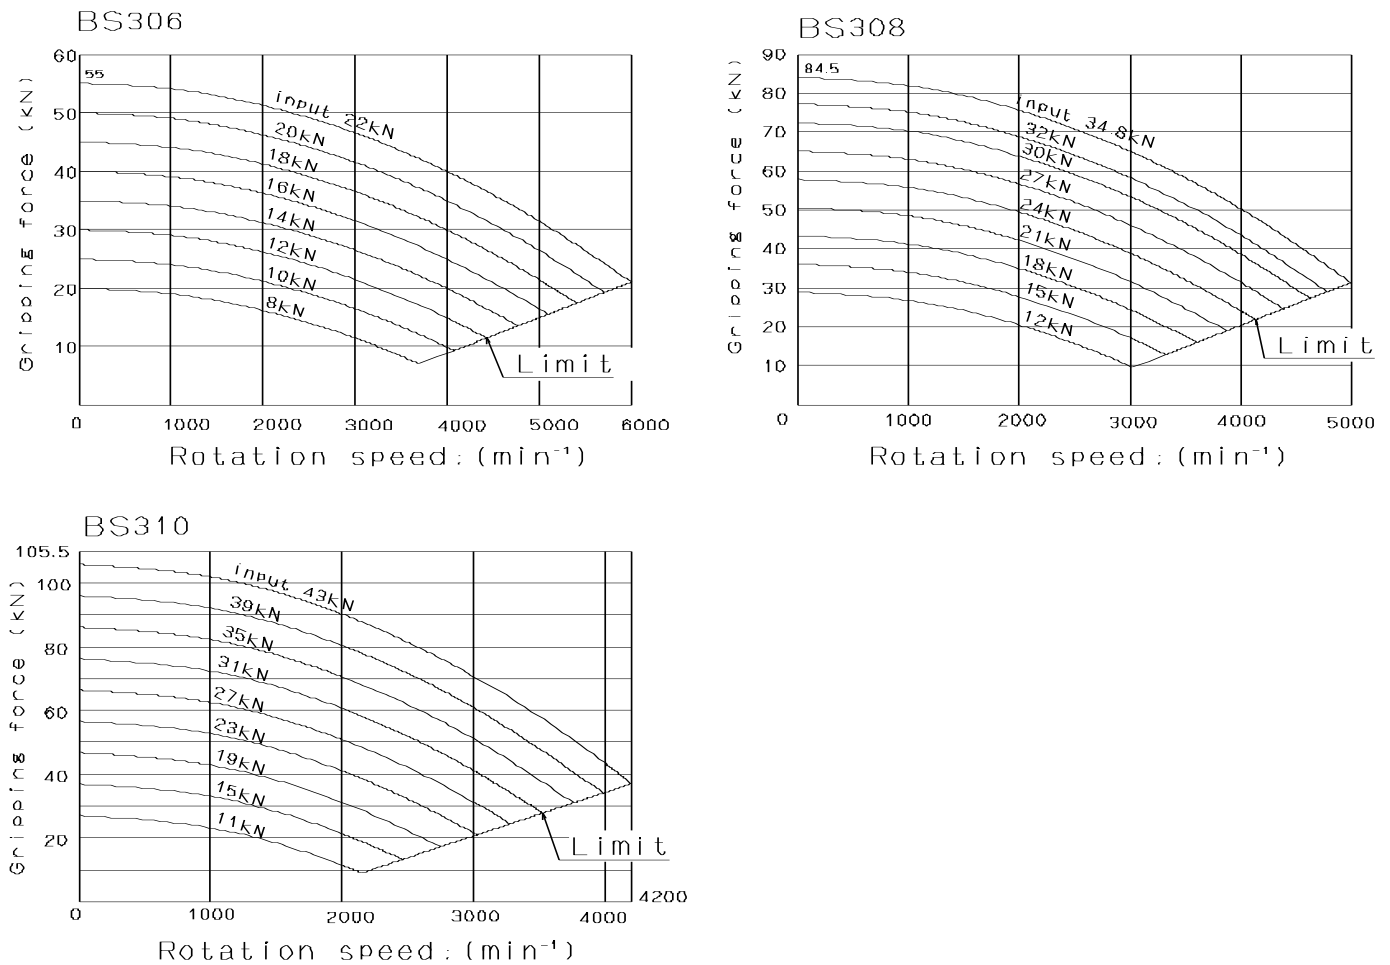 BS306
Gripping force (kN)
60
50
40
30
20
10
55
input 22kN
20kN
18kN
16kN
14kN
12kN
10kN
8kN
Limit
0 1000 2000 3000 4000 5000 6000
Rotation speed: (min⁻¹)
BS308
Gripping force (kN)
90
80
70
60
50
40
30
20
10
84.5
input 34.8kN
32kN
30kN
27kN
24kN
21kN
18kN
15kN
12kN
Limit
0 1000 2000 3000 4000 5000
Rotation speed: (min⁻¹)
BS310
Gripping force (kN)
105.5
100
80
60
40
20
input 43kN
39kN
35kN
31kN
27kN
23kN
19kN
15kN
11kN
Limit
4200
0 1000 2000 3000 4000
Rotation speed: (min⁻¹)